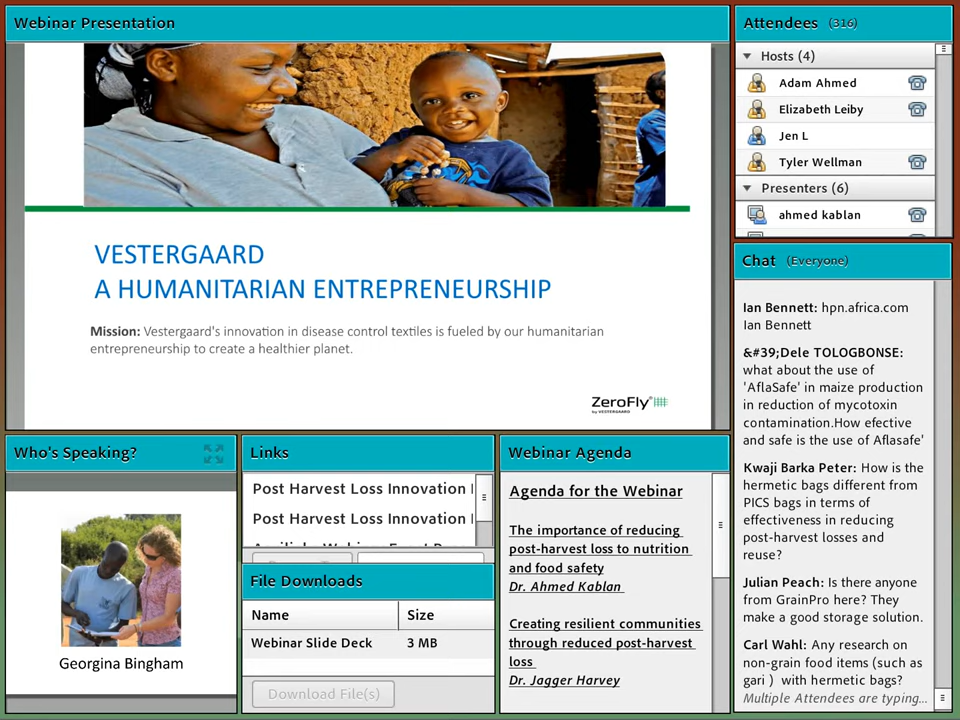 Webinar Presentation
VESTERGAARD
A HUMANITARIAN ENTREPRENEURSHIP
Mission: Vestergaard's innovation in disease control textiles is fueled by our humanitarian
entrepreneurship to create a healthier planet.
ZeroFly
by VESTERGAARD
Attendees (316)
Hosts (4)
Adam Ahmed
Elizabeth Leiby
Jen L
Tyler Wellman
Presenters (6)
ahmed kablan
Chat (Everyone)
Ian Bennett: hpn.africa.com
Ian Bennett
&#39;Dele TOLOGBONSE:
what about the use of
'AflaSafe' in maize production
in reduction of mycotoxin
contamination.How efective
and safe is the use of Aflasafe'
Kwaji Barka Peter: How is the
hermetic bags different from
PICS bags in terms of
effectiveness in reducing
post-harvest losses and
reuse?
Julian Peach: Is there anyone
from GrainPro here? They
make a good storage solution.
Carl Wahl: Any research on
non-grain food items (such as
gari ) with hermetic bags?
Multiple Attendees are typing...
Who's Speaking?
Georgina Bingham
Links
Post Harvest Loss Innovation
Post Harvest Loss Innovation
File Downloads
Name Size
Webinar Slide Deck 3 MB
Download File(s)
Webinar Agenda
Agenda for the Webinar
The importance of reducing
post-harvest loss to nutrition
and food safety
Dr. Ahmed Kablan
Creating resilient communities
through reduced post-harvest
loss
Dr. Jagger Harvey